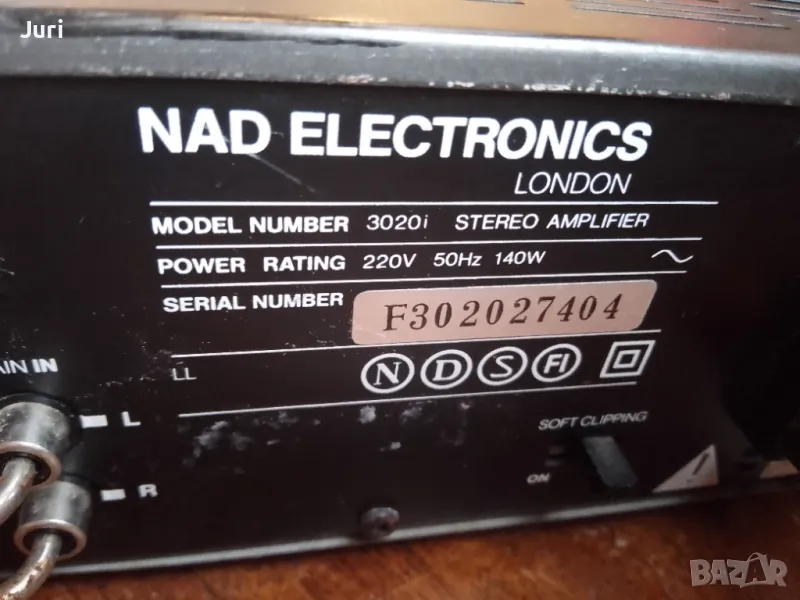 Juri
NAD ELECTRONICS
LONDON
MODEL NUMBER 3020i STEREO AMPLIFIER
POWER RATING 220V 50Hz 140W
SERIAL NUMBER F302027404
IN
LL
N D S FI
L
SOFT CLIPPING
R
ON
BAZAR